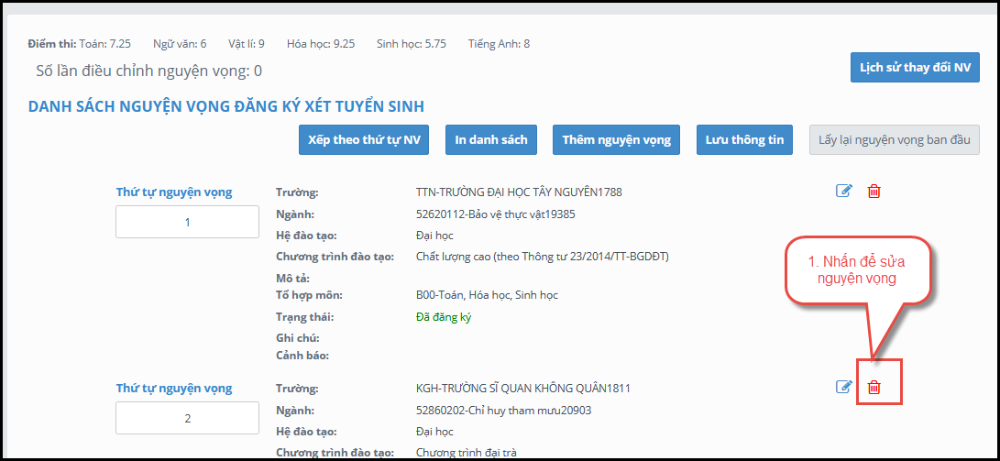 Điểm thi: Toán: 7.25 Ngữ văn: 6 Vật lí: 9 Hóa học: 9.25 Sinh học: 5.75 Tiếng Anh: 8
Số lần điều chỉnh nguyện vọng: 0
Lịch sử thay đổi NV
DANH SÁCH NGUYỆN VỌNG ĐĂNG KÝ XÉT TUYỂN SINH
Xếp theo thứ tự NV In danh sách Thêm nguyện vọng Lưu thông tin Lấy lại nguyện vọng ban đầu
Thứ tự nguyện vọng
1
Trường: TTN-TRƯỜNG ĐẠI HỌC TÂY NGUYÊN1788
Ngành: 52620112-Bảo vệ thực vật19385
Hệ đào tạo: Đại học
Chương trình đào tạo: Chất lượng cao (theo Thông tư 23/2014/TT-BGDĐT)
Mô tả:
Tổ hợp môn: B00-Toán, Hóa học, Sinh học
Trạng thái: Đã đăng ký
Ghi chú:
Cảnh báo:
1. Nhấn để sửa
nguyện vọng
Thứ tự nguyện vọng
2
Trường: KGH-TRƯỜNG SĨ QUAN KHÔNG QUÂN1811
Ngành: 52860202-Chỉ huy tham mưu20903
Hệ đào tạo: Đại học
Chương trình đào tạo: Chương trình đại trà